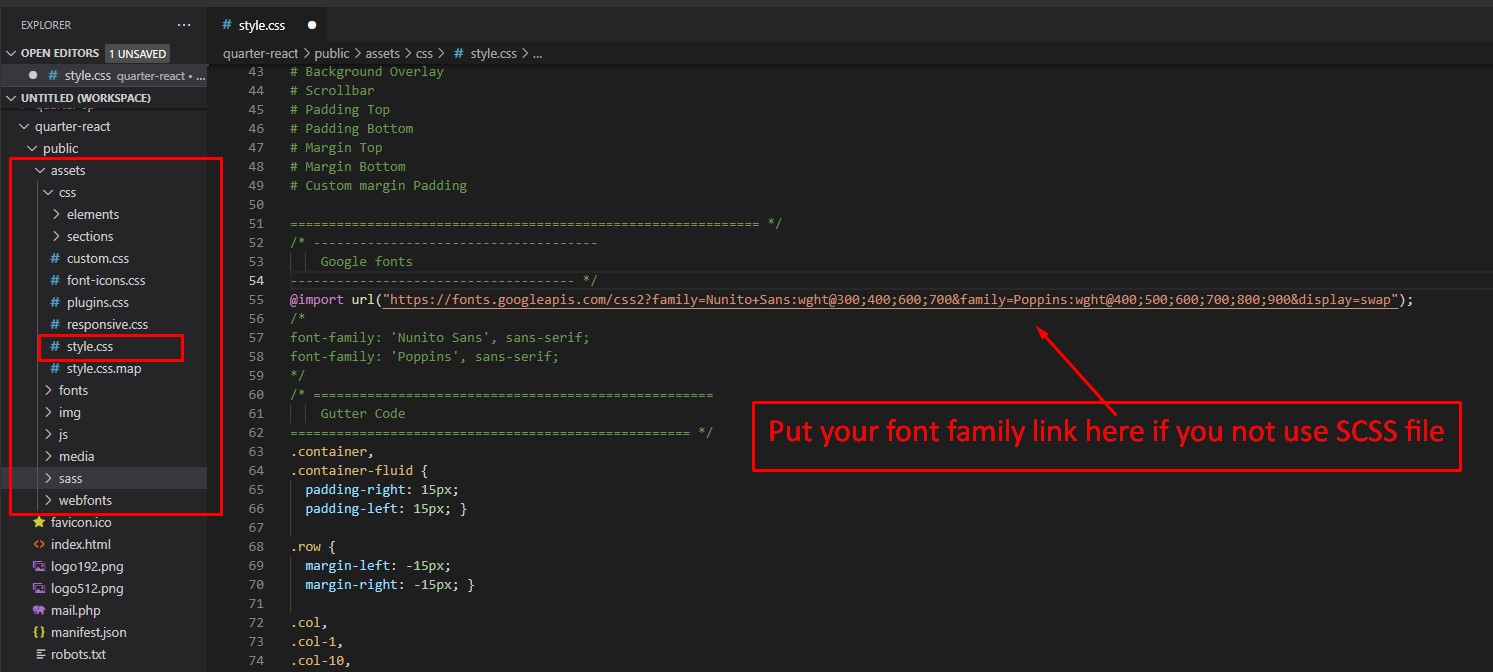 EXPLORER ...
OPEN EDITORS 1 UNSAVED
# style.css quarter-react • ...
UNTITLED (WORKSPACE)
quarter-react
public
assets
css
elements
sections
# custom.css
# font-icons.css
# plugins.css
# responsive.css
# style.css
# style.css.map
fonts
img
js
media
sass
webfonts
favicon.ico
<> index.html
logo192.png
logo512.png
mail.php
{} manifest.json
robots.txt
# style.css
quarter-react > public > assets > css > # style.css > ...
43 # Background Overlay
44 # Scrollbar
45 # Padding Top
46 # Padding Bottom
47 # Margin Top
48 # Margin Bottom
49 # Custom margin Padding
50
51 ============================================================= */
52 /* -------------------------------------
53 Google fonts
54 ------------------------------------- */
55 @import url("https://fonts.googleapis.com/css2?family=Nunito+Sans:wght@300;400;600;700&family=Poppins:wght@400;500;600;700;800;900&display=swap");
56 /*
57 font-family: 'Nunito Sans', sans-serif;
58 font-family: 'Poppins', sans-serif;
59 */
60 /* ====================================================
61 Gutter Code
62 ==================================================== */
63 .container,
64 .container-fluid {
65 padding-right: 15px;
66 padding-left: 15px; }
67
68 .row {
69 margin-left: -15px;
70 margin-right: -15px; }
71
72 .col,
73 .col-1,
74 .col-10,
Put your font family link here if you not use SCSS file